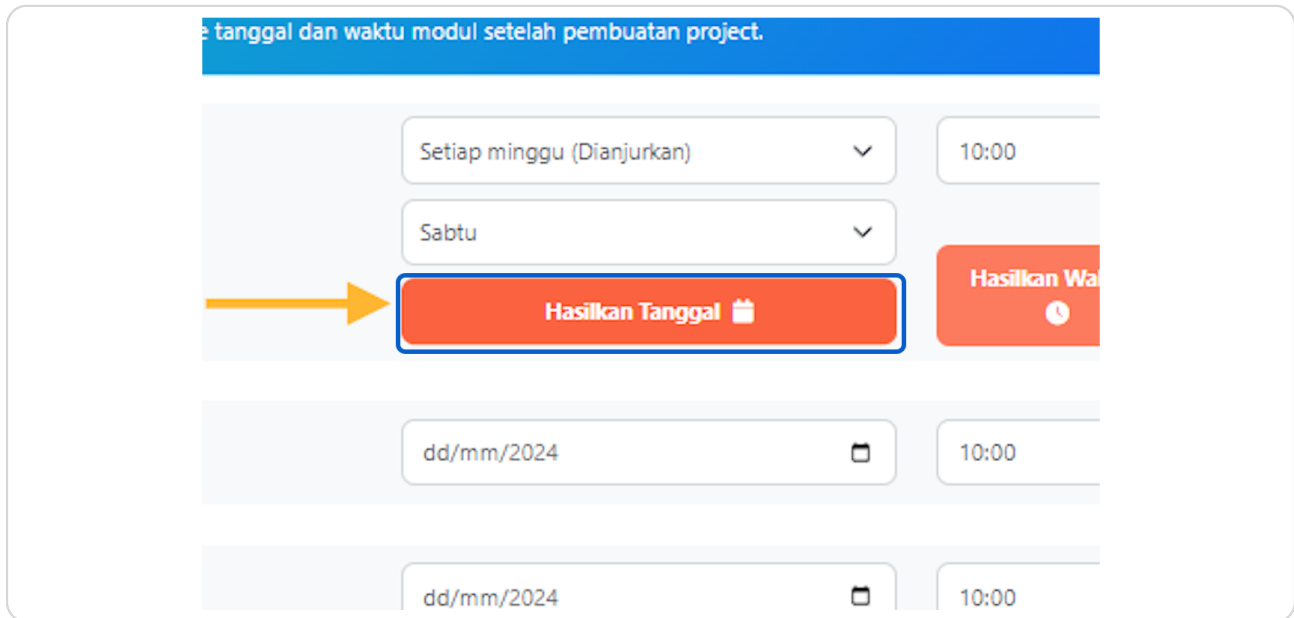 tanggal dan waktu modul setelah pembuatan project.
Setiap minggu (Dianjurkan)
10:00
Sabtu
Hasilkan Tanggal
Hasilkan
dd/mm/2024
10:00
dd/mm/2024
10:00